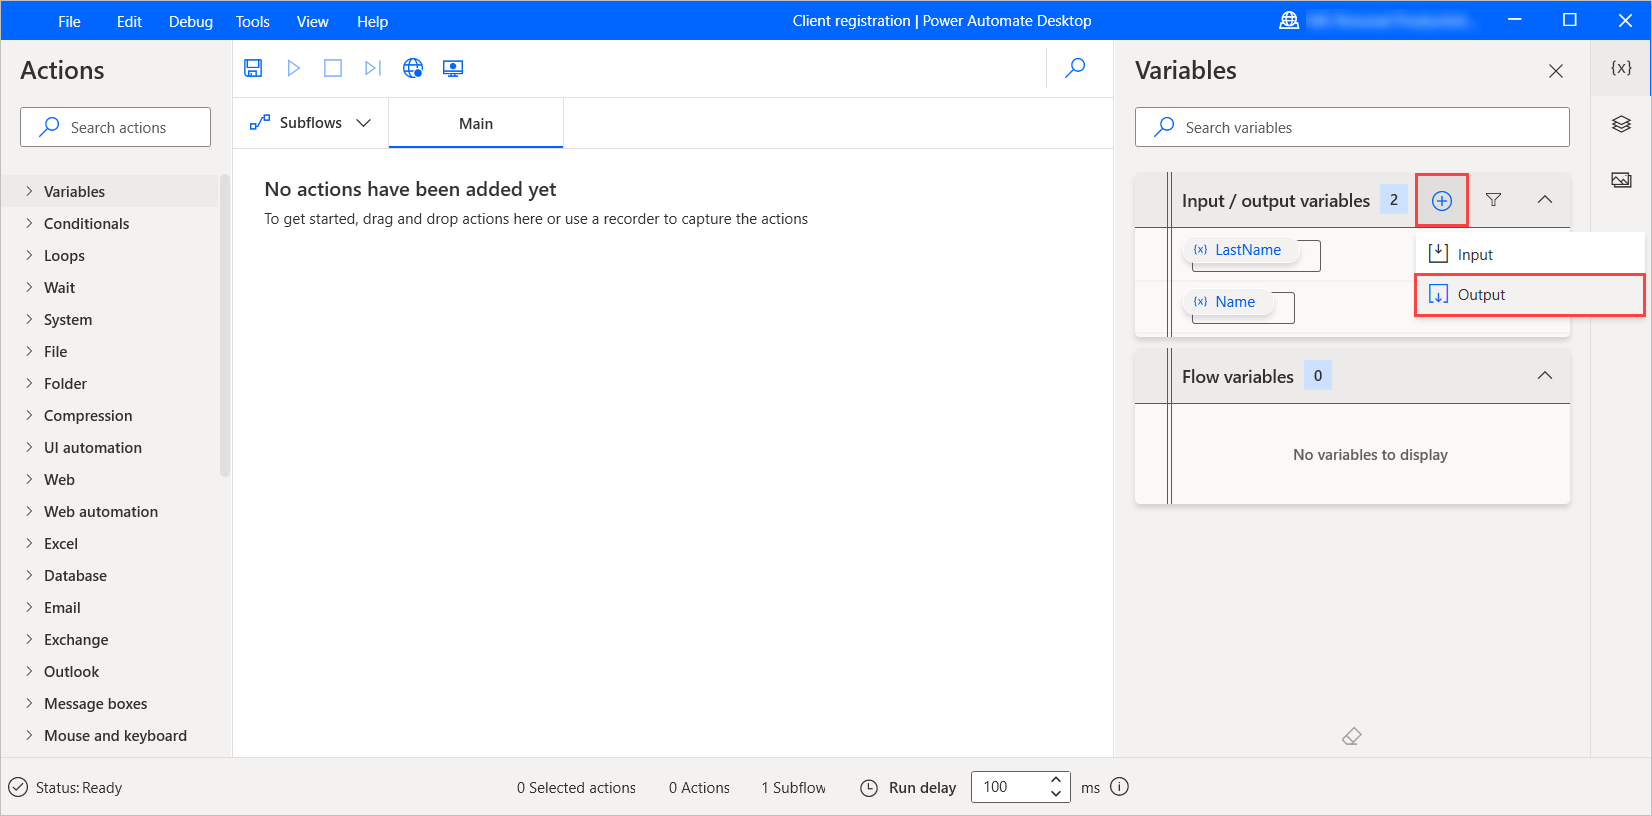 File Edit Debug Tools View Help
Client registration | Power Automate Desktop
Actions
Search actions
Variables
Conditionals
Loops
Wait
System
File
Folder
Compression
UI automation
Web
Web automation
Excel
Database
Email
Exchange
Outlook
Message boxes
Mouse and keyboard
Subflows
Main
No actions have been added yet
To get started, drag and drop actions here or use a recorder to capture the actions
Variables
{x}
Search variables
Input / output variables 2
{x} LastName
{x} Name
Input
Output
Flow variables 0
No variables to display
Status: Ready
0 Selected actions
0 Actions
1 Subflow
Run delay
100
ms